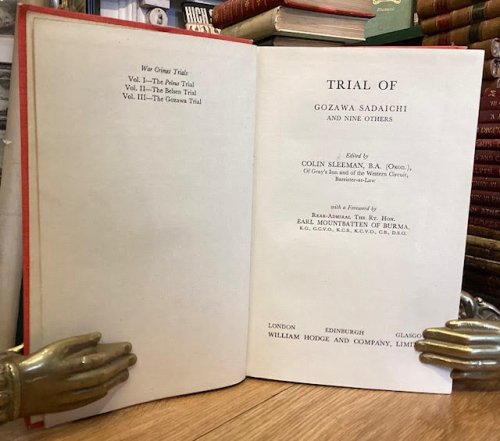 HIGH
War Crimes Trials
Vol. I—The Peleus Trial
Vol. II—The Belsen Trial
Vol. III—The Gozawa Trial
TRIAL OF
GOZAWA SADAICHI
AND NINE OTHERS
Edited by
COLIN SLEEMAN, B.A. (OXON.),
Of Gray's Inn and of the Western Circuit,
Barrister-at-Law
with a Foreword by
REAR-ADMIRAL THE RT. HON.
EARL MOUNTBATTEN OF BURMA,
K.G., G.C.V.O., K.C.B., K.C.V.O., C.B., D.S.O.
LONDON EDINBURGH GLASGO
WILLIAM HODGE AND COMPANY, LIMIT